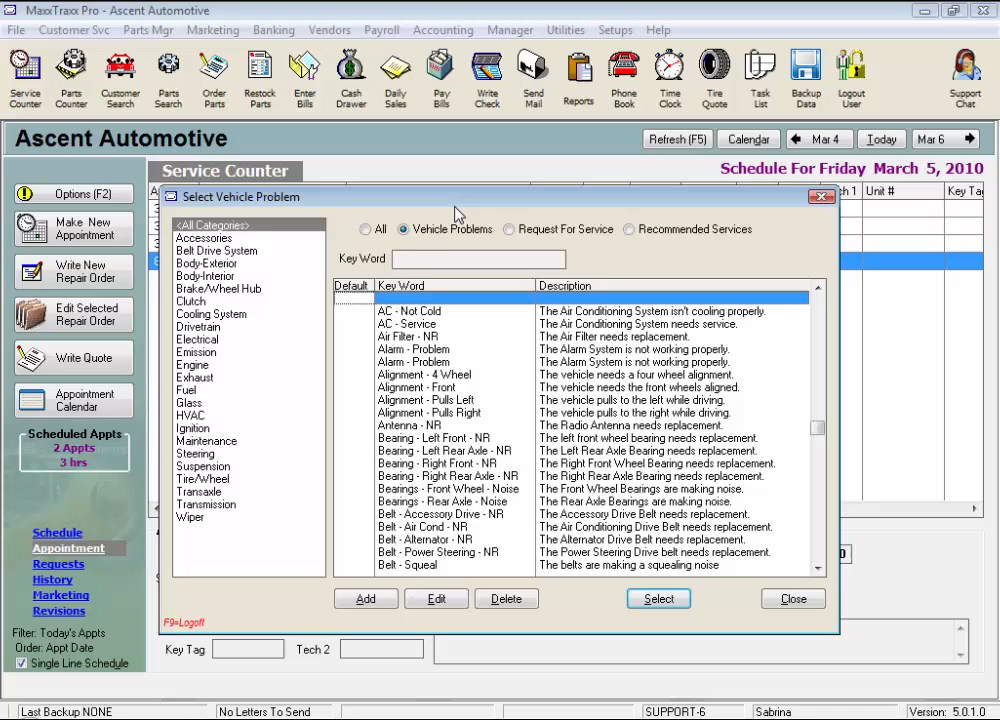 MaxxTraxx Pro - Ascent Automotive
File Customer Svc Parts Mgr Marketing Banking Vendors Payroll Accounting Manager Utilities Setups Help
Service Counter
Parts Counter
Customer Search
Parts Search
Order Parts
Restock Parts
Enter Bills
Cash Drawer
Daily Sales
Pay Bills
Write Check
Send Mail
Reports
Phone Book
Time Clock
Tire Quote
Task List
Backup Data
Logout User
Support Chat
Ascent Automotive
Refresh (F5) Calendar Mar 4 Today Mar 6
Service Counter
Schedule For Friday March 5, 2010
Unit # Key Tag
Options (F2)
Make New Appointment
Write New Repair Order
Edit Selected Repair Order
Write Quote
Appointment Calendar
Scheduled Appts
2 Appts
3 hrs
Schedule
Appointment
Requests
History
Marketing
Revisions
Filter: Today's Appts
Order: Appt Date
Single Line Schedule
Select Vehicle Problem
All Vehicle Problems Request For Service Recommended Services
Key Word
<All Categories>
Accessories
Belt Drive System
Body-Exterior
Body-Interior
Brake/Wheel Hub
Clutch
Cooling System
Drivetrain
Electrical
Emission
Engine
Exhaust
Fuel
Glass
HVAC
Ignition
Maintenance
Steering
Suspension
Tire/Wheel
Transaxle
Transmission
Wiper
Default Key Word Description
AC - Not Cold The Air Conditioning System isn't cooling properly.
AC - Service The Air Conditioning System needs service.
Air Filter - NR The Air Filter needs replacement.
Alarm - Problem The Alarm System is not working properly.
Alarm - Problem The Alarm System is not working properly.
Alignment - 4 Wheel The vehicle needs a four wheel alignment.
Alignment - Front The vehicle needs the front wheels aligned.
Alignment - Pulls Left The vehicle pulls to the left while driving.
Alignment - Pulls Right The vehicle pulls to the right while driving.
Antenna - NR The Radio Antenna needs replacement.
Bearing - Left Front - NR The left front wheel bearing needs replacement.
Bearing - Left Rear Axle - NR The Left Rear Axle Bearing needs replacement.
Bearing - Right Front - NR The Right Front Wheel Bearing needs replacement.
Bearing - Right Rear Axle - NR The Right Rear Axle Bearing needs replacement.
Bearings - Front Wheel - Noise The Front Wheel Bearings are making noise.
Bearings - Rear Axle - Noise The Rear Axle Bearings are making noise.
Belt - Accessory Drive - NR The Accessory Drive Belt needs replacement.
Belt - Air Cond - NR The Air Conditioning Drive Belt needs replacement.
Belt - Alternator - NR The Alternator Drive Belt needs replacement.
Belt - Power Steering - NR The Power Steering Drive belt needs replacement.
Belt - Squeal The belts are making a squealing noise
Add Edit Delete Select Close
F9=Logoff
Key Tag Tech 2
Last Backup NONE No Letters To Send SUPPORT-6 Sabrina Version: 5.0.1.0